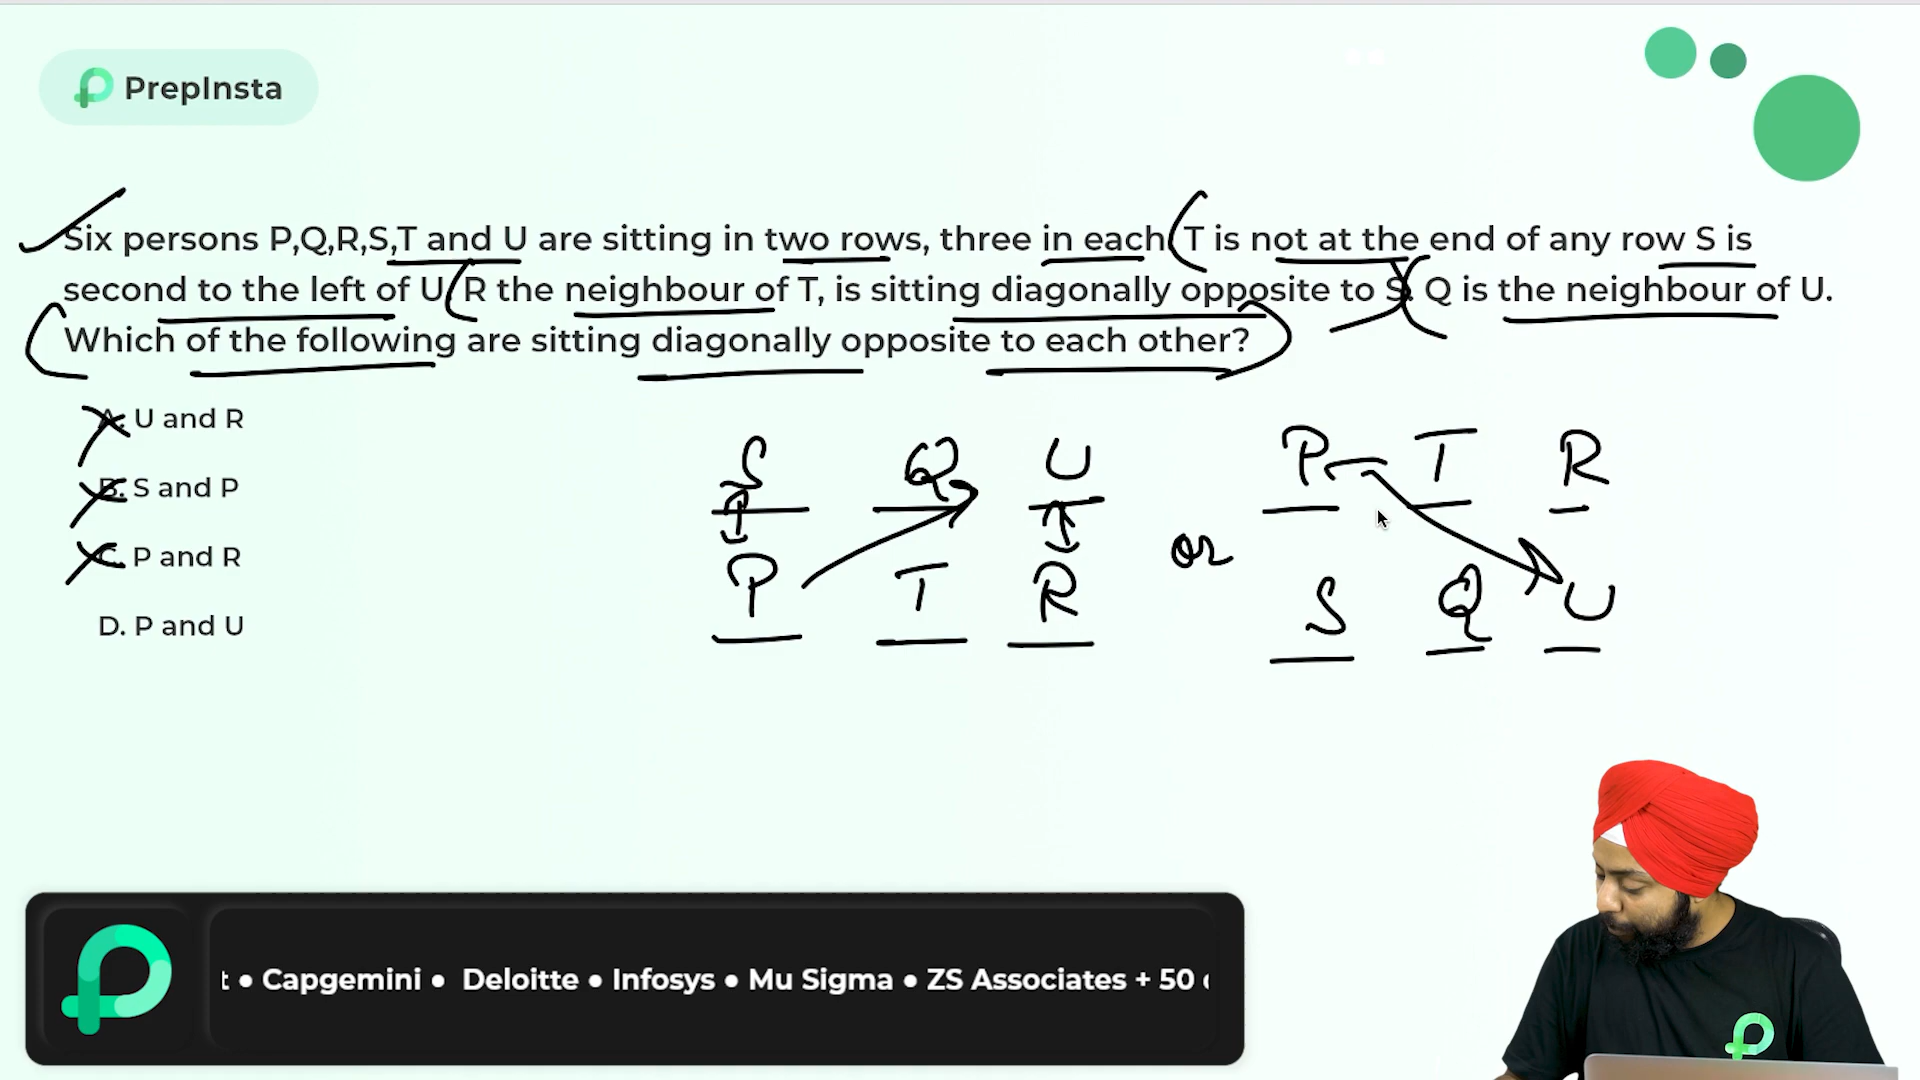 PrepInsta
Six persons P,Q,R,S,T and U are sitting in two rows, three in each. T is not at the end of any row S is
second to the left of U. R the neighbour of T, is sitting diagonally opposite to S. Q is the neighbour of U.
Which of the following are sitting diagonally opposite to each other?
A. U and R
B. S and P
C. P and R
D. P and U
S Q U
P T R
or
P T R
S Q U
t • Capgemini • Deloitte • Infosys • Mu Sigma • ZS Associates + 50